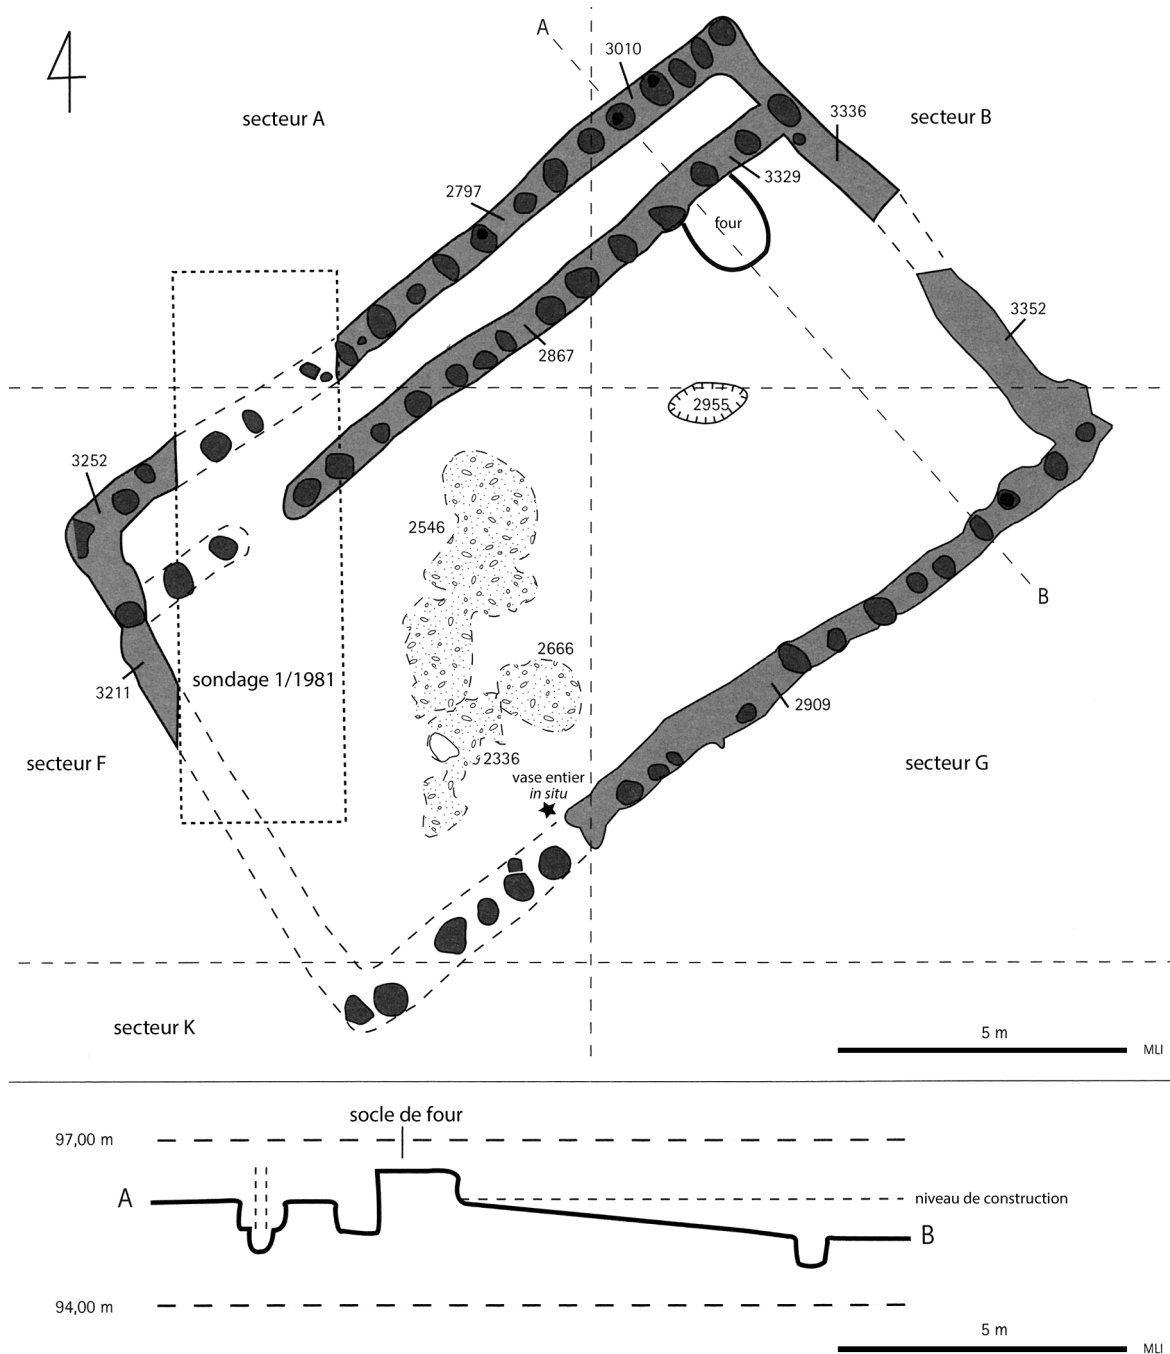 4
A
3010
secteur A
secteur B
3336
3329
2797
four
3352
2867
2955
3252
2546
B
2666
sondage 1/1981
3211
2909
2336
secteur F
secteur G
vase entier
in situ
secteur K
5 m
MLI
socle de four
97,00 m
A
niveau de construction
B
94,00 m
5 m
MLI